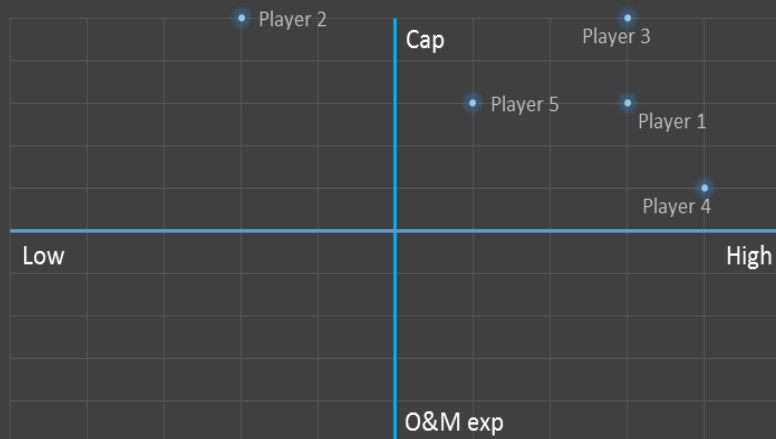 Player 2
Cap
Player 3
Player 5
Player 1
Player 4
Low
High
O&M exp